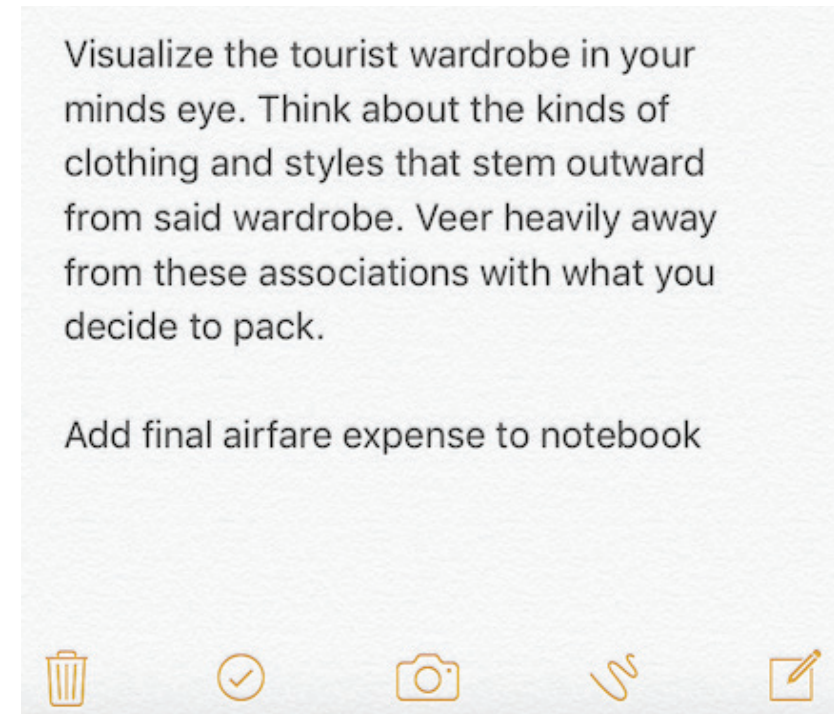 Visualize the tourist wardrobe in your
minds eye. Think about the kinds of
clothing and styles that stem outward
from said wardrobe. Veer heavily away
from these associations with what you
decide to pack.
Add final airfare expense to notebook